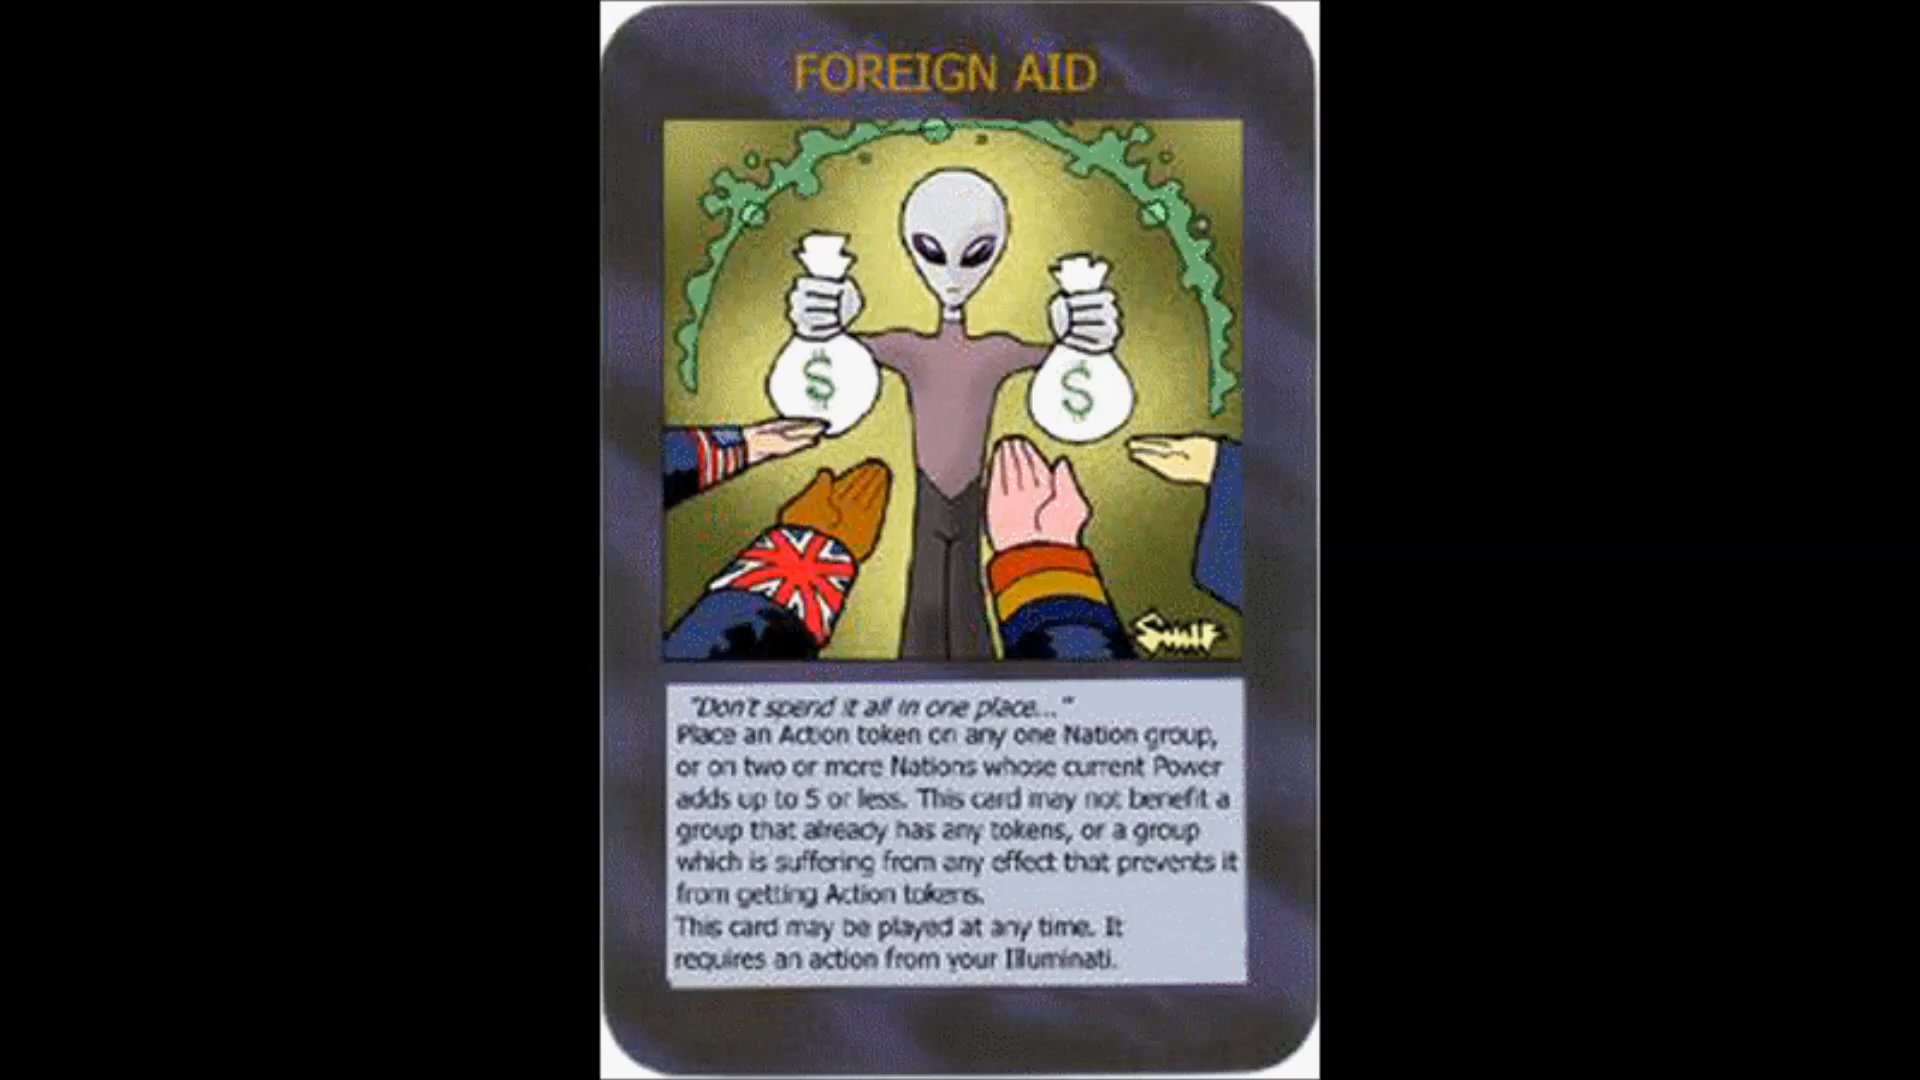 FOREIGN AID
$
$
SHULF
"Don't spend it all in one place..."
Place an Action token on any one Nation group,
or on two or more Nations whose current Power
adds up to 5 or less. This card may not benefit a
group that already has any tokens, or a group
which is suffering from any effect that prevents it
from getting Action tokens.
This card may be played at any time. It
requires an action from your Illuminati.